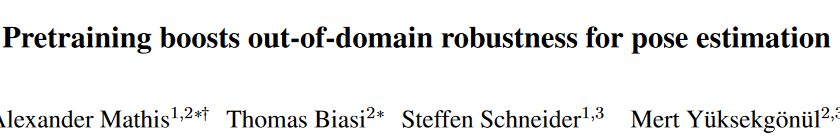 Pretraining boosts out-of-domain robustness for pose estimation
Alexander Mathis1,2*† Thomas Biasi2* Steffen Schneider1,3 Mert Yüksekgönül2,3